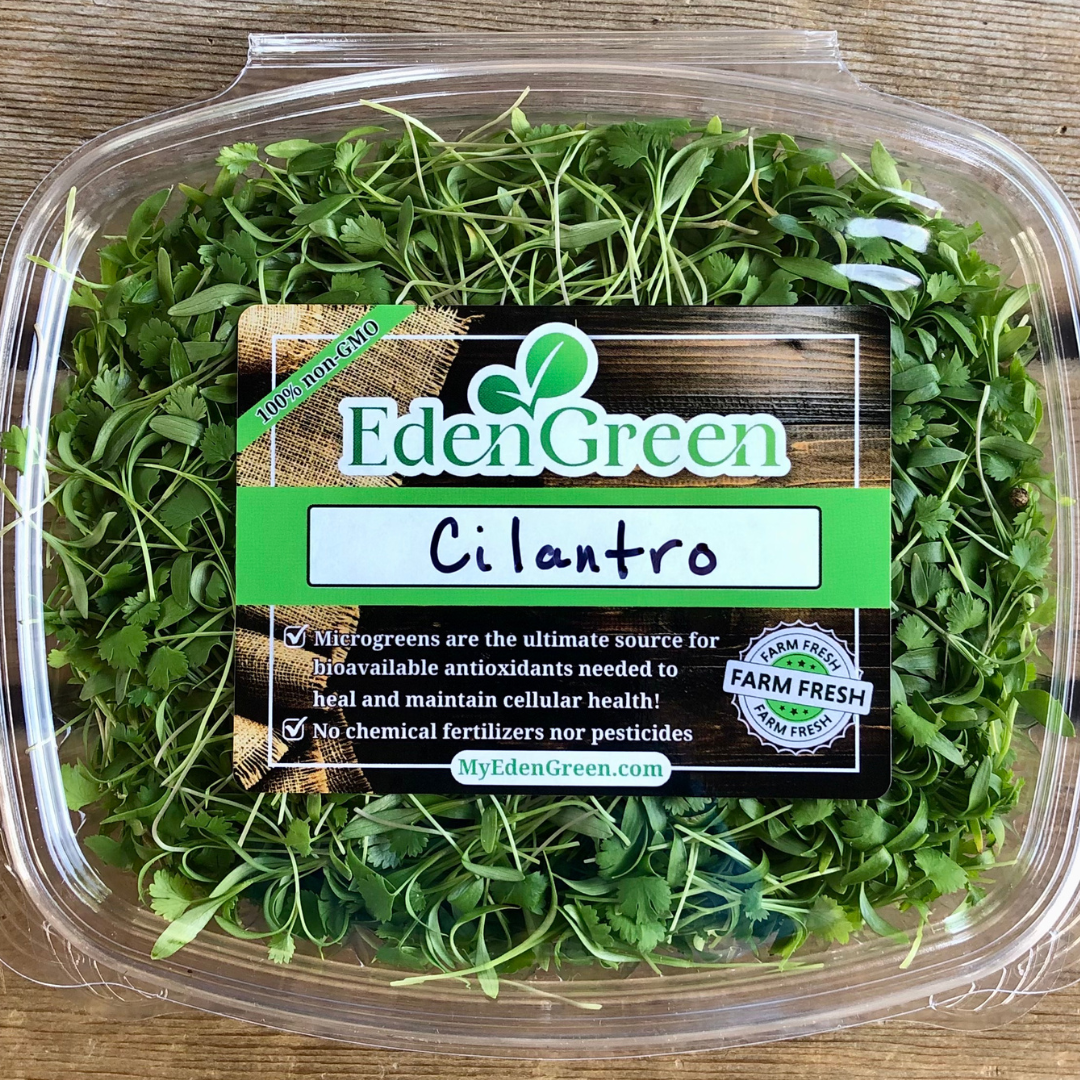 100% non-GMO
EdenGreen
Cilantro
Microgreens are the ultimate source for
bioavailable antioxidants needed to
heal and maintain cellular health!
No chemical fertilizers nor pesticides
FARM FRESH
FARM FRESH
FARM FRESH
MyEdenGreen.com